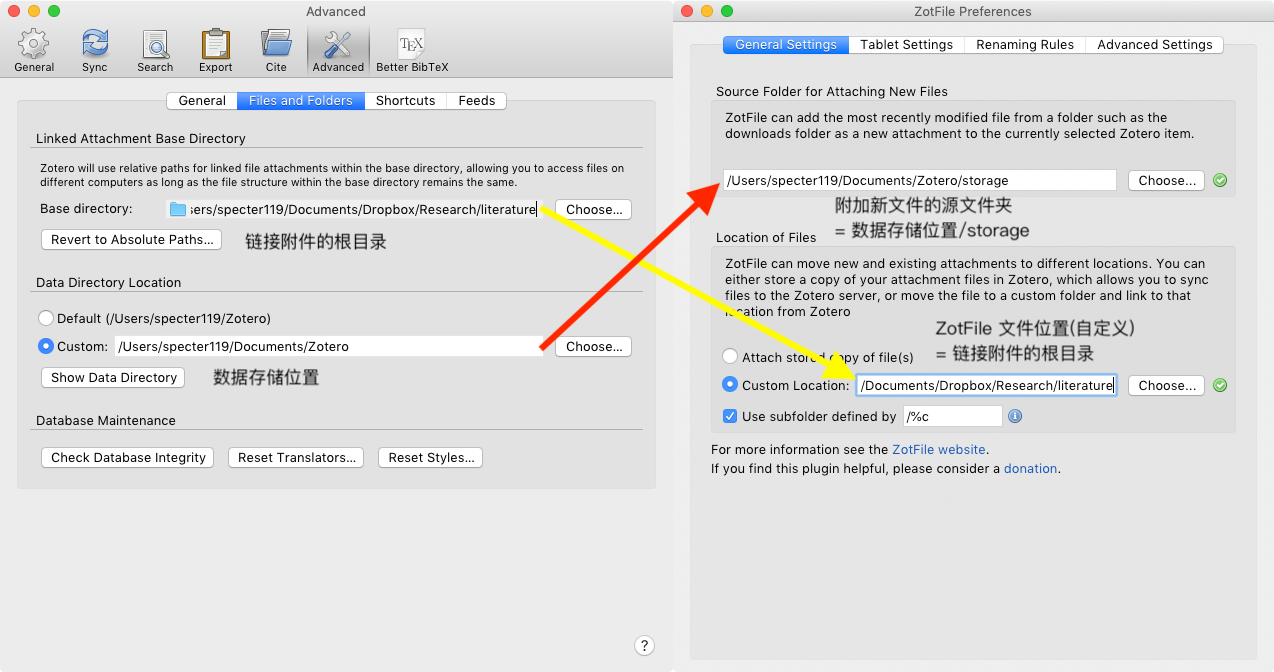 Advanced
General
Sync
Search
Export
Cite
Advanced
TEX
Better BibTeX
General
Files and Folders
Shortcuts
Feeds
Linked Attachment Base Directory
Zotero will use relative paths for linked file attachments within the base directory, allowing you to access files on
different computers as long as the file structure within the base directory remains the same.
Base directory:
sers/specter119/Documents/Dropbox/Research/literature
Choose...
Revert to Absolute Paths...
链接附件的根目录
Data Directory Location
Default (/Users/specter119/Zotero)
Custom:
/Users/specter119/Documents/Zotero
Choose...
Show Data Directory
数据存储位置
Database Maintenance
Check Database Integrity
Reset Translators...
Reset Styles...
?
ZotFile Preferences
General Settings
Tablet Settings
Renaming Rules
Advanced Settings
Source Folder for Attaching New Files
ZotFile can add the most recently modified file from a folder such as the
downloads folder as a new attachment to the currently selected Zotero item.
/Users/specter119/Documents/Zotero/storage
Choose...
附加新文件的源文件夹
= 数据存储位置/storage
Location of Files
ZotFile can move new and existing attachments to different locations. You can
either store a copy of your attachment files in Zotero, which allows you to sync
files to the Zotero server, or move the file to a custom folder and link to that
location from Zotero
ZotFile 文件位置(自定义)
= 链接附件的根目录
Attach stored copy of file(s)
Custom Location:
/Documents/Dropbox/Research/literature
Choose...
Use subfolder defined by
/%c
For more information see the ZotFile website.
If you find this plugin helpful, please consider a donation.